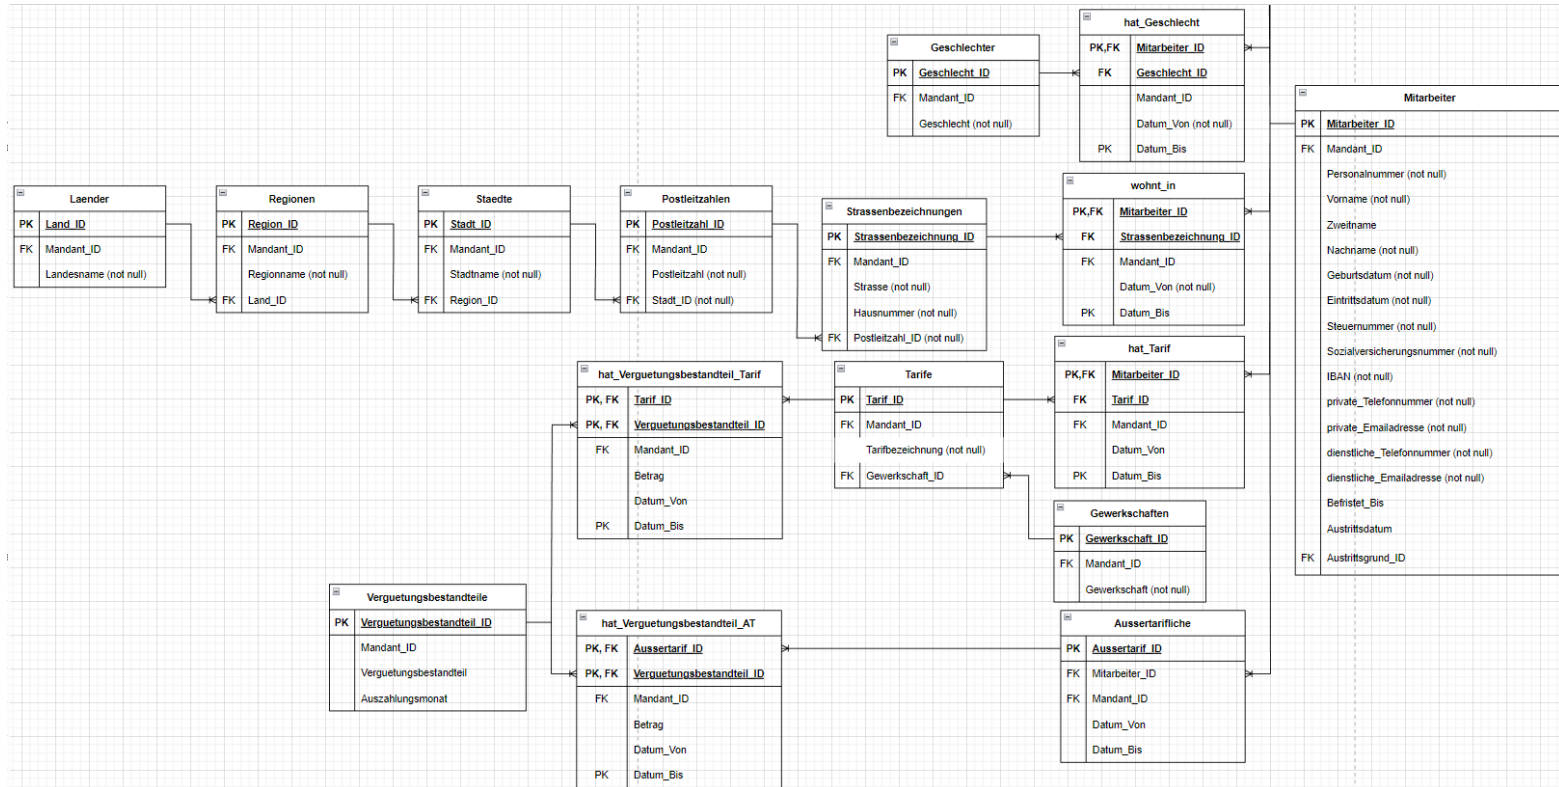 hat_Geschlecht
PK,FK Mitarbeiter_ID
FK Geschlecht_ID
Mandant_ID
Datum_Von (not null)
PK Datum_Bis
Geschlechter
PK Geschlecht_ID
FK Mandant_ID
Geschlecht (not null)
Mitarbeiter
PK Mitarbeiter_ID
FK Mandant_ID
Personalnummer (not null)
Vorname (not null)
Zweitname
Nachname (not null)
Geburtsdatum (not null)
Eintrittsdatum (not null)
Steuernummer (not null)
Sozialversicherungsnummer (not null)
IBAN (not null)
private_Telefonnummer (not null)
private_Emailadresse (not null)
dienstliche_Telefonnummer (not null)
dienstliche_Emailadresse (not null)
Befristet_Bis
Austrittsdatum
FK Austrittsgrund_ID
Laender
PK Land_ID
FK Mandant_ID
Landesname (not null)
Regionen
PK Region_ID
FK Mandant_ID
Regionname (not null)
FK Land_ID
Staedte
PK Stadt_ID
FK Mandant_ID
Stadtname (not null)
FK Region_ID
Postleitzahlen
PK Postleitzahl_ID
FK Mandant_ID
Postleitzahl (not null)
FK Stadt_ID (not null)
Strassenbezeichnungen
PK Strassenbezeichnung_ID
FK Mandant_ID
Strasse (not null)
Hausnummer (not null)
FK Postleitzahl_ID (not null)
wohnt_in
PK,FK Mitarbeiter_ID
FK Strassenbezeichnung_ID
FK Mandant_ID
Datum_Von (not null)
PK Datum_Bis
hat_Verguetungsbestandteil_Tarif
PK, FK Tarif_ID
PK, FK Verguetungsbestandteil_ID
FK Mandant_ID
Betrag
Datum_Von
PK Datum_Bis
Tarife
PK Tarif_ID
FK Mandant_ID
Tarifbezeichnung (not null)
FK Gewerkschaft_ID
hat_Tarif
PK,FK Mitarbeiter_ID
FK Tarif_ID
FK Mandant_ID
Datum_Von
PK Datum_Bis
Gewerkschaften
PK Gewerkschaft_ID
FK Mandant_ID
Gewerkschaft (not null)
Verguetungsbestandteile
PK Verguetungsbestandteil_ID
Mandant_ID
Verguetungsbestandteil
Auszahlungsmonat
hat_Verguetungsbestandteil_AT
PK, FK Aussertarif_ID
PK, FK Verguetungsbestandteil_ID
FK Mandant_ID
Betrag
Datum_Von
PK Datum_Bis
Aussertarifliche
PK Aussertarif_ID
FK Mitarbeiter_ID
FK Mandant_ID
Datum_Von
Datum_Bis